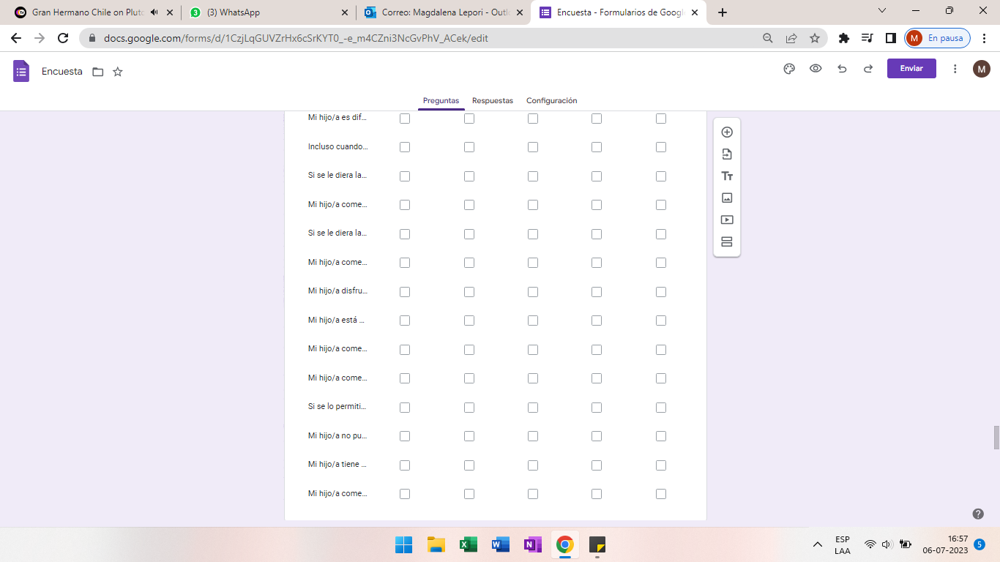 Gran Hermano Chile on Pluto
(3) WhatsApp
Correo: Magdalena Lepori - Outl
Encuesta - Formularios de Google
docs.google.com/forms/d/1CzjLqGUVZrHx6cSrKYT0_-e_m4CZni3NcGvPhV_ACek/edit
M En pausa
Encuesta
Enviar
M
Preguntas Respuestas Configuración
Mi hijo/a es dif...
Incluso cuando...
Si se le diera la...
Mi hijo/a come...
Si se le diera la...
Mi hijo/a come...
Mi hijo/a disfru...
Mi hijo/a está ...
Mi hijo/a come...
Mi hijo/a come...
Si se lo permiti...
Mi hijo/a no pu...
Mi hijo/a tiene ...
Mi hijo/a come...
ESP
LAA
16:57
06-07-2023
5